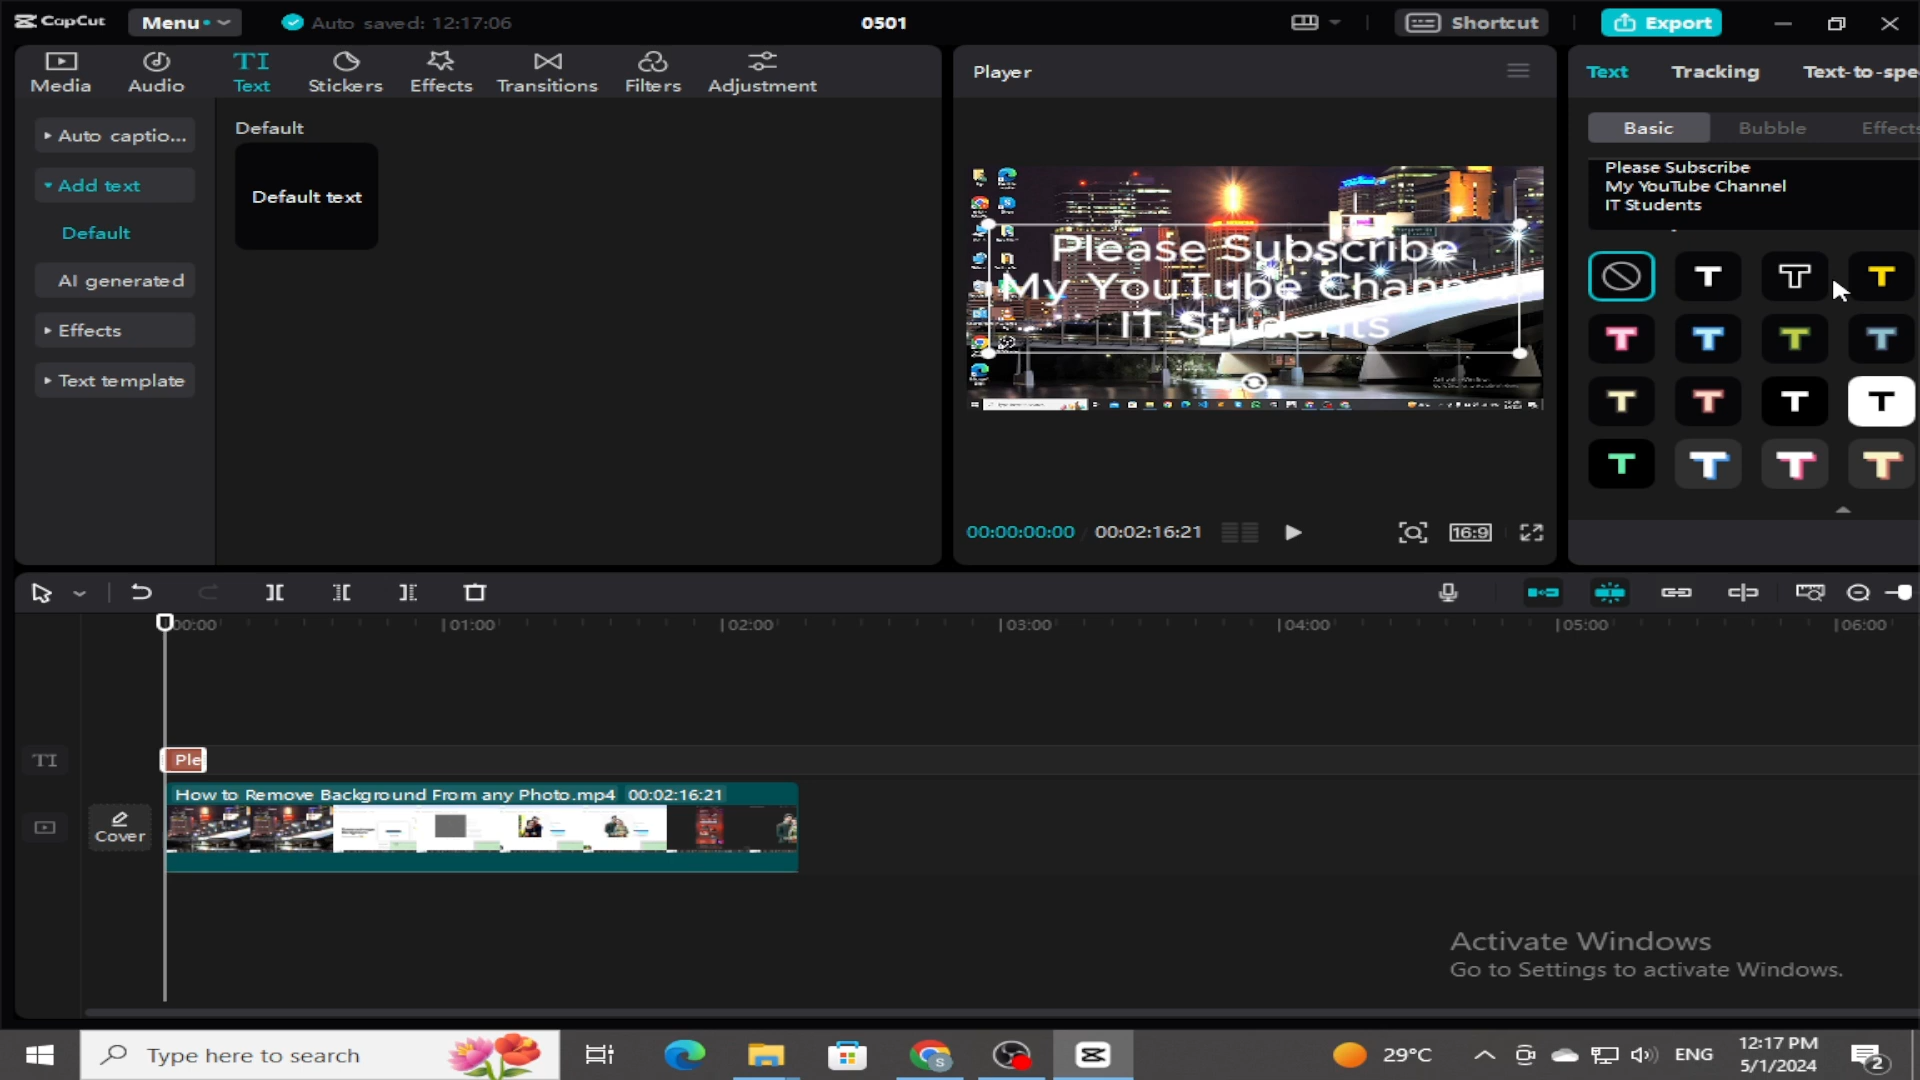 CapCut
Menu
Auto saved: 12:17:06
0501
Shortcut
Export
Media
Audio
TI
Text
Stickers
Effects
Transitions
Filters
Adjustment
Player
Text
Tracking
Text-to-spe
Auto captio...
Add text
Default
AI generated
Effects
Text template
Default
Default text
Please Subscribe
My YouTube Channel
IT Students
Basic
Bubble
Effects
Please Subscribe
My YouTube Channel
IT Students
T T T
T T T T
T T T T
T T T T
00:00:00:00 / 00:02:16:21
16:9
00:00 01:00 02:00 03:00 04:00 05:00 06:00
TI
Ple
How to Remove Background From any Photo.mp4 00:02:16:21
Cover
Activate Windows
Go to Settings to activate Windows.
Type here to search
29°C
ENG
12:17 PM
5/1/2024
2